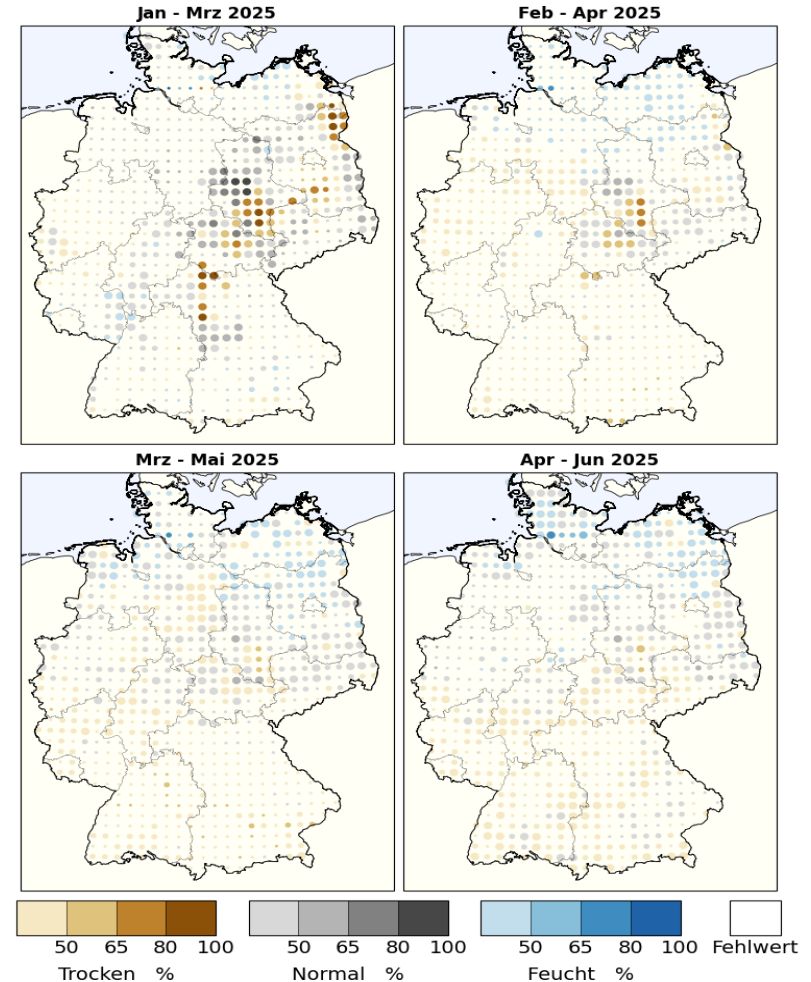 Jan - Mrz 2025
Feb - Apr 2025
Mrz - Mai 2025
Apr - Jun 2025
50 65 80 100
50 65 80 100
50 65 80 100
Fehlwert
Trocken %
Normal %
Feucht %